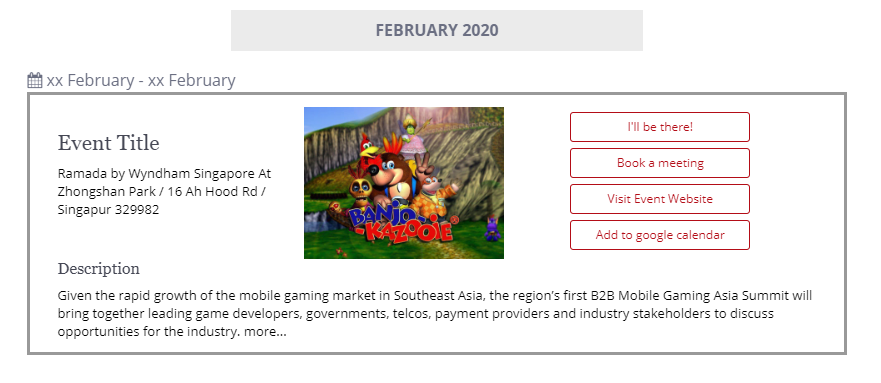 FEBRUARY 2020
xx February - xx February
Event Title
Ramada by Wyndham Singapore At
Zhongshan Park / 16 Ah Hood Rd /
Singapur 329982
BANJO-
KAZOOIE
I'll be there!
Book a meeting
Visit Event Website
Add to google calendar
Description
Given the rapid growth of the mobile gaming market in Southeast Asia, the region's first B2B Mobile Gaming Asia Summit will
bring together leading game developers, governments, telcos, payment providers and industry stakeholders to discuss
opportunities for the industry. more...